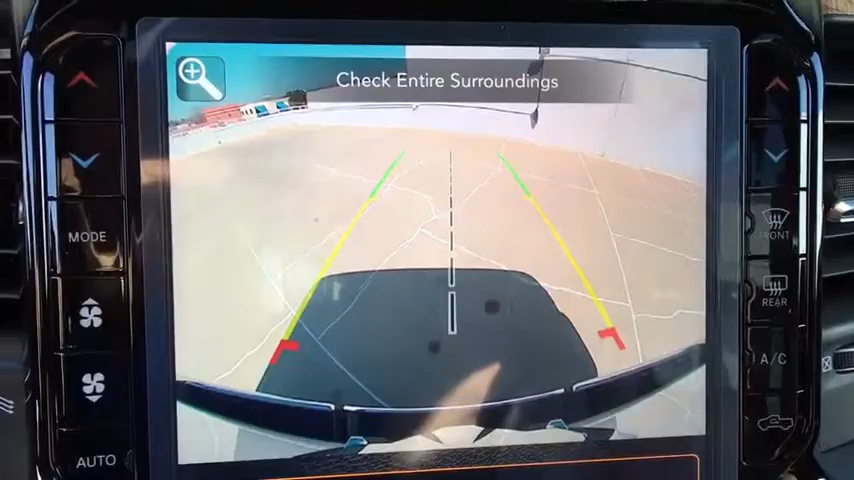 Check Entire Surroundings
MODE
AUTO
FRONT
REAR
A/C